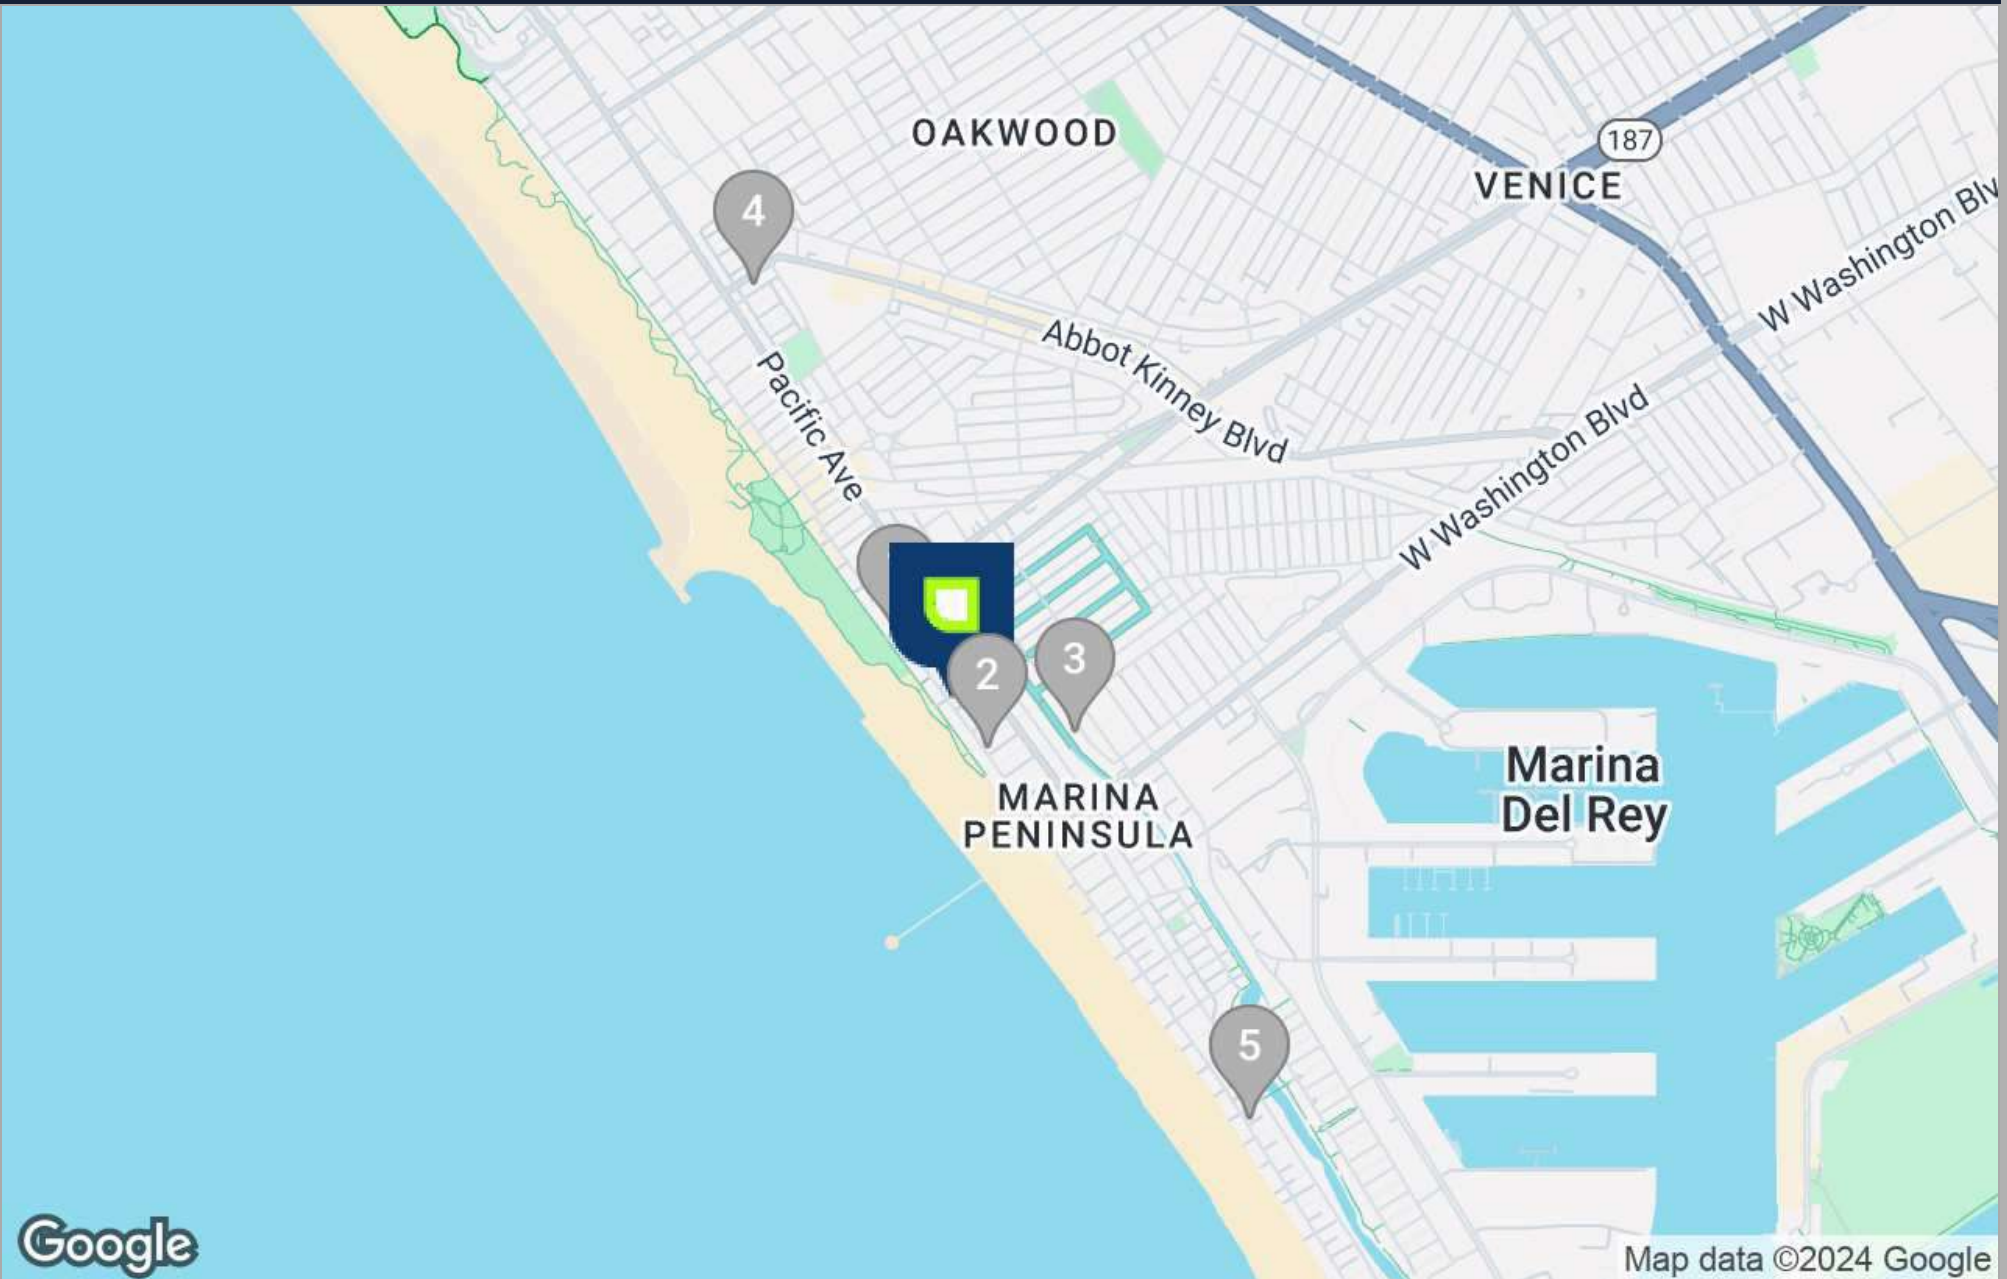 OAKWOOD
187
VENICE
W Washington Blv
4
Abbot Kinney Blvd
Pacific Ave
W Washington Blvd
2
3
Marina
Del Rey
MARINA
PENINSULA
5
Google
Map data ©2024 Google